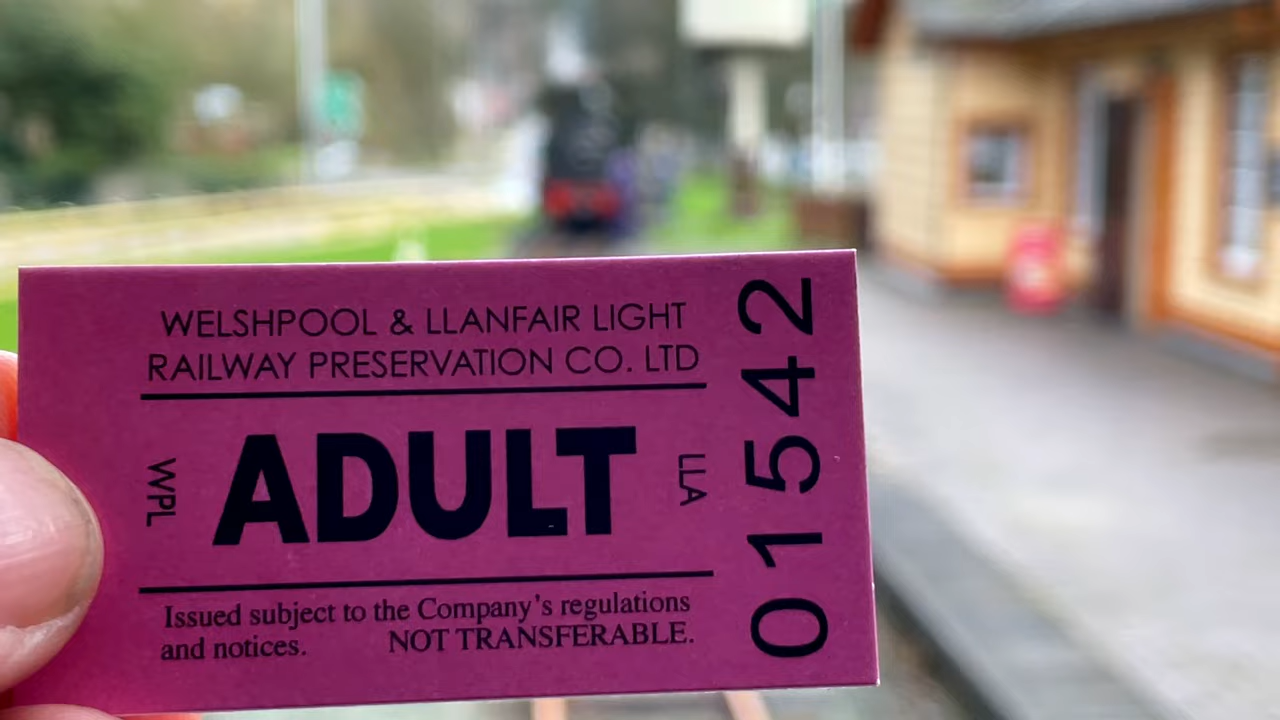 WELSHPOOL & LLANFAIR LIGHT
RAILWAY PRESERVATION CO. LTD
WPL
ADULT
LLA
Issued subject to the Company's regulations
and notices. NOT TRANSFERABLE.
01542